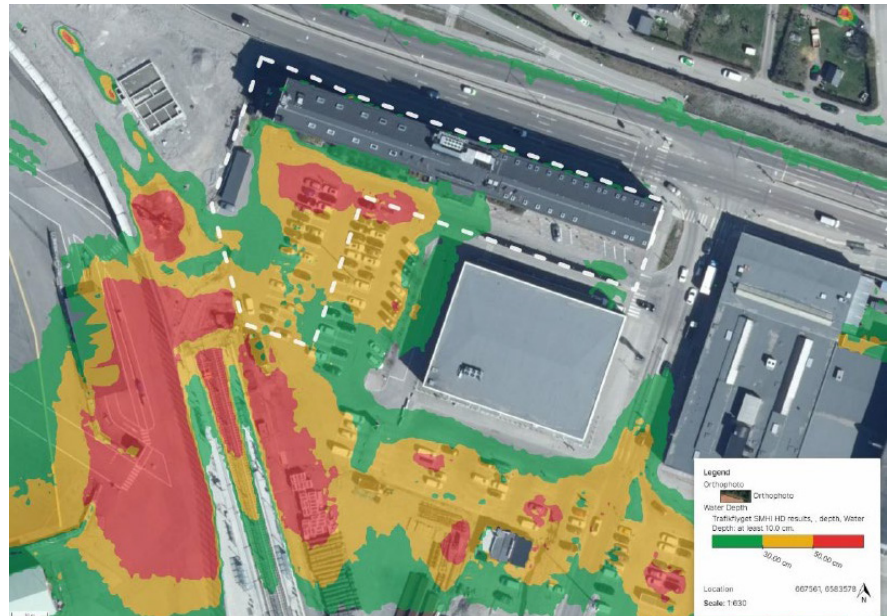 Legend
Orthophoto
Orthophoto
Water Depth
Trafikflyget SMHI HD results, , depth, Water
Depth: at least 10.0 cm.
30.00 cm
50.00 cm
Location 667561, 6583578
Scale: 1:630
N